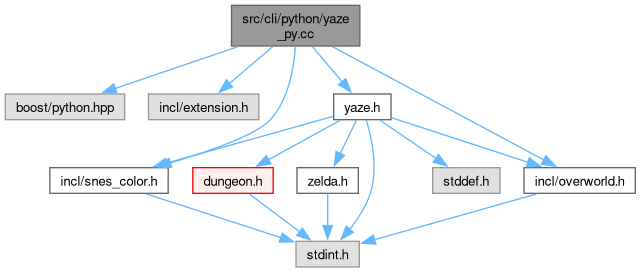 src/cli/python/yaze
_py.cc
boost/python.hpp
incl/extension.h
yaze.h
incl/snes_color.h
dungeon.h
zelda.h
stddef.h
incl/overworld.h
stdint.h